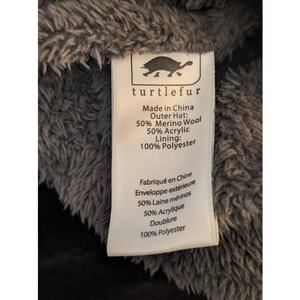 turtlefur
Made in China
Outer Hat:
50% Merino Wool
50% Acrylic
Lining:
100% Polyester
Fabriqué en Chine
Enveloppe extérieure
50% Laine mérinos
50% Acrylique
Doublure
100% Polyester